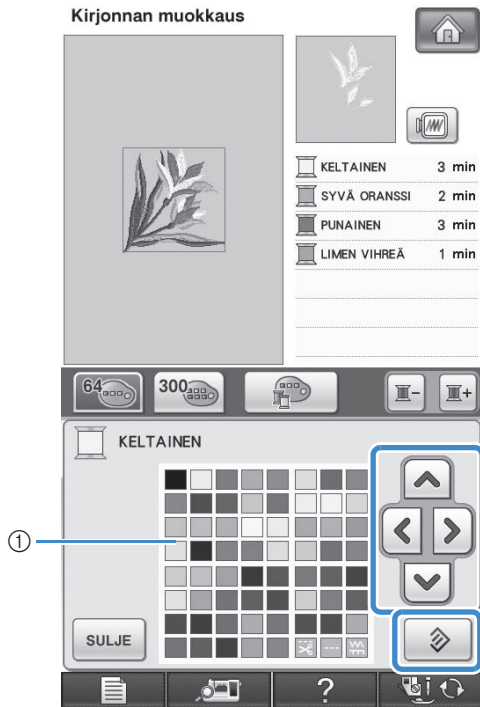 Kirjonnan muokkaus
KELTAINEN 3 min
SYVÄ ORANSSI 2 min
PUNAINEN 3 min
LIMEN VIHREÄ 1 min
64 300
KELTAINEN
①
SULJE
?